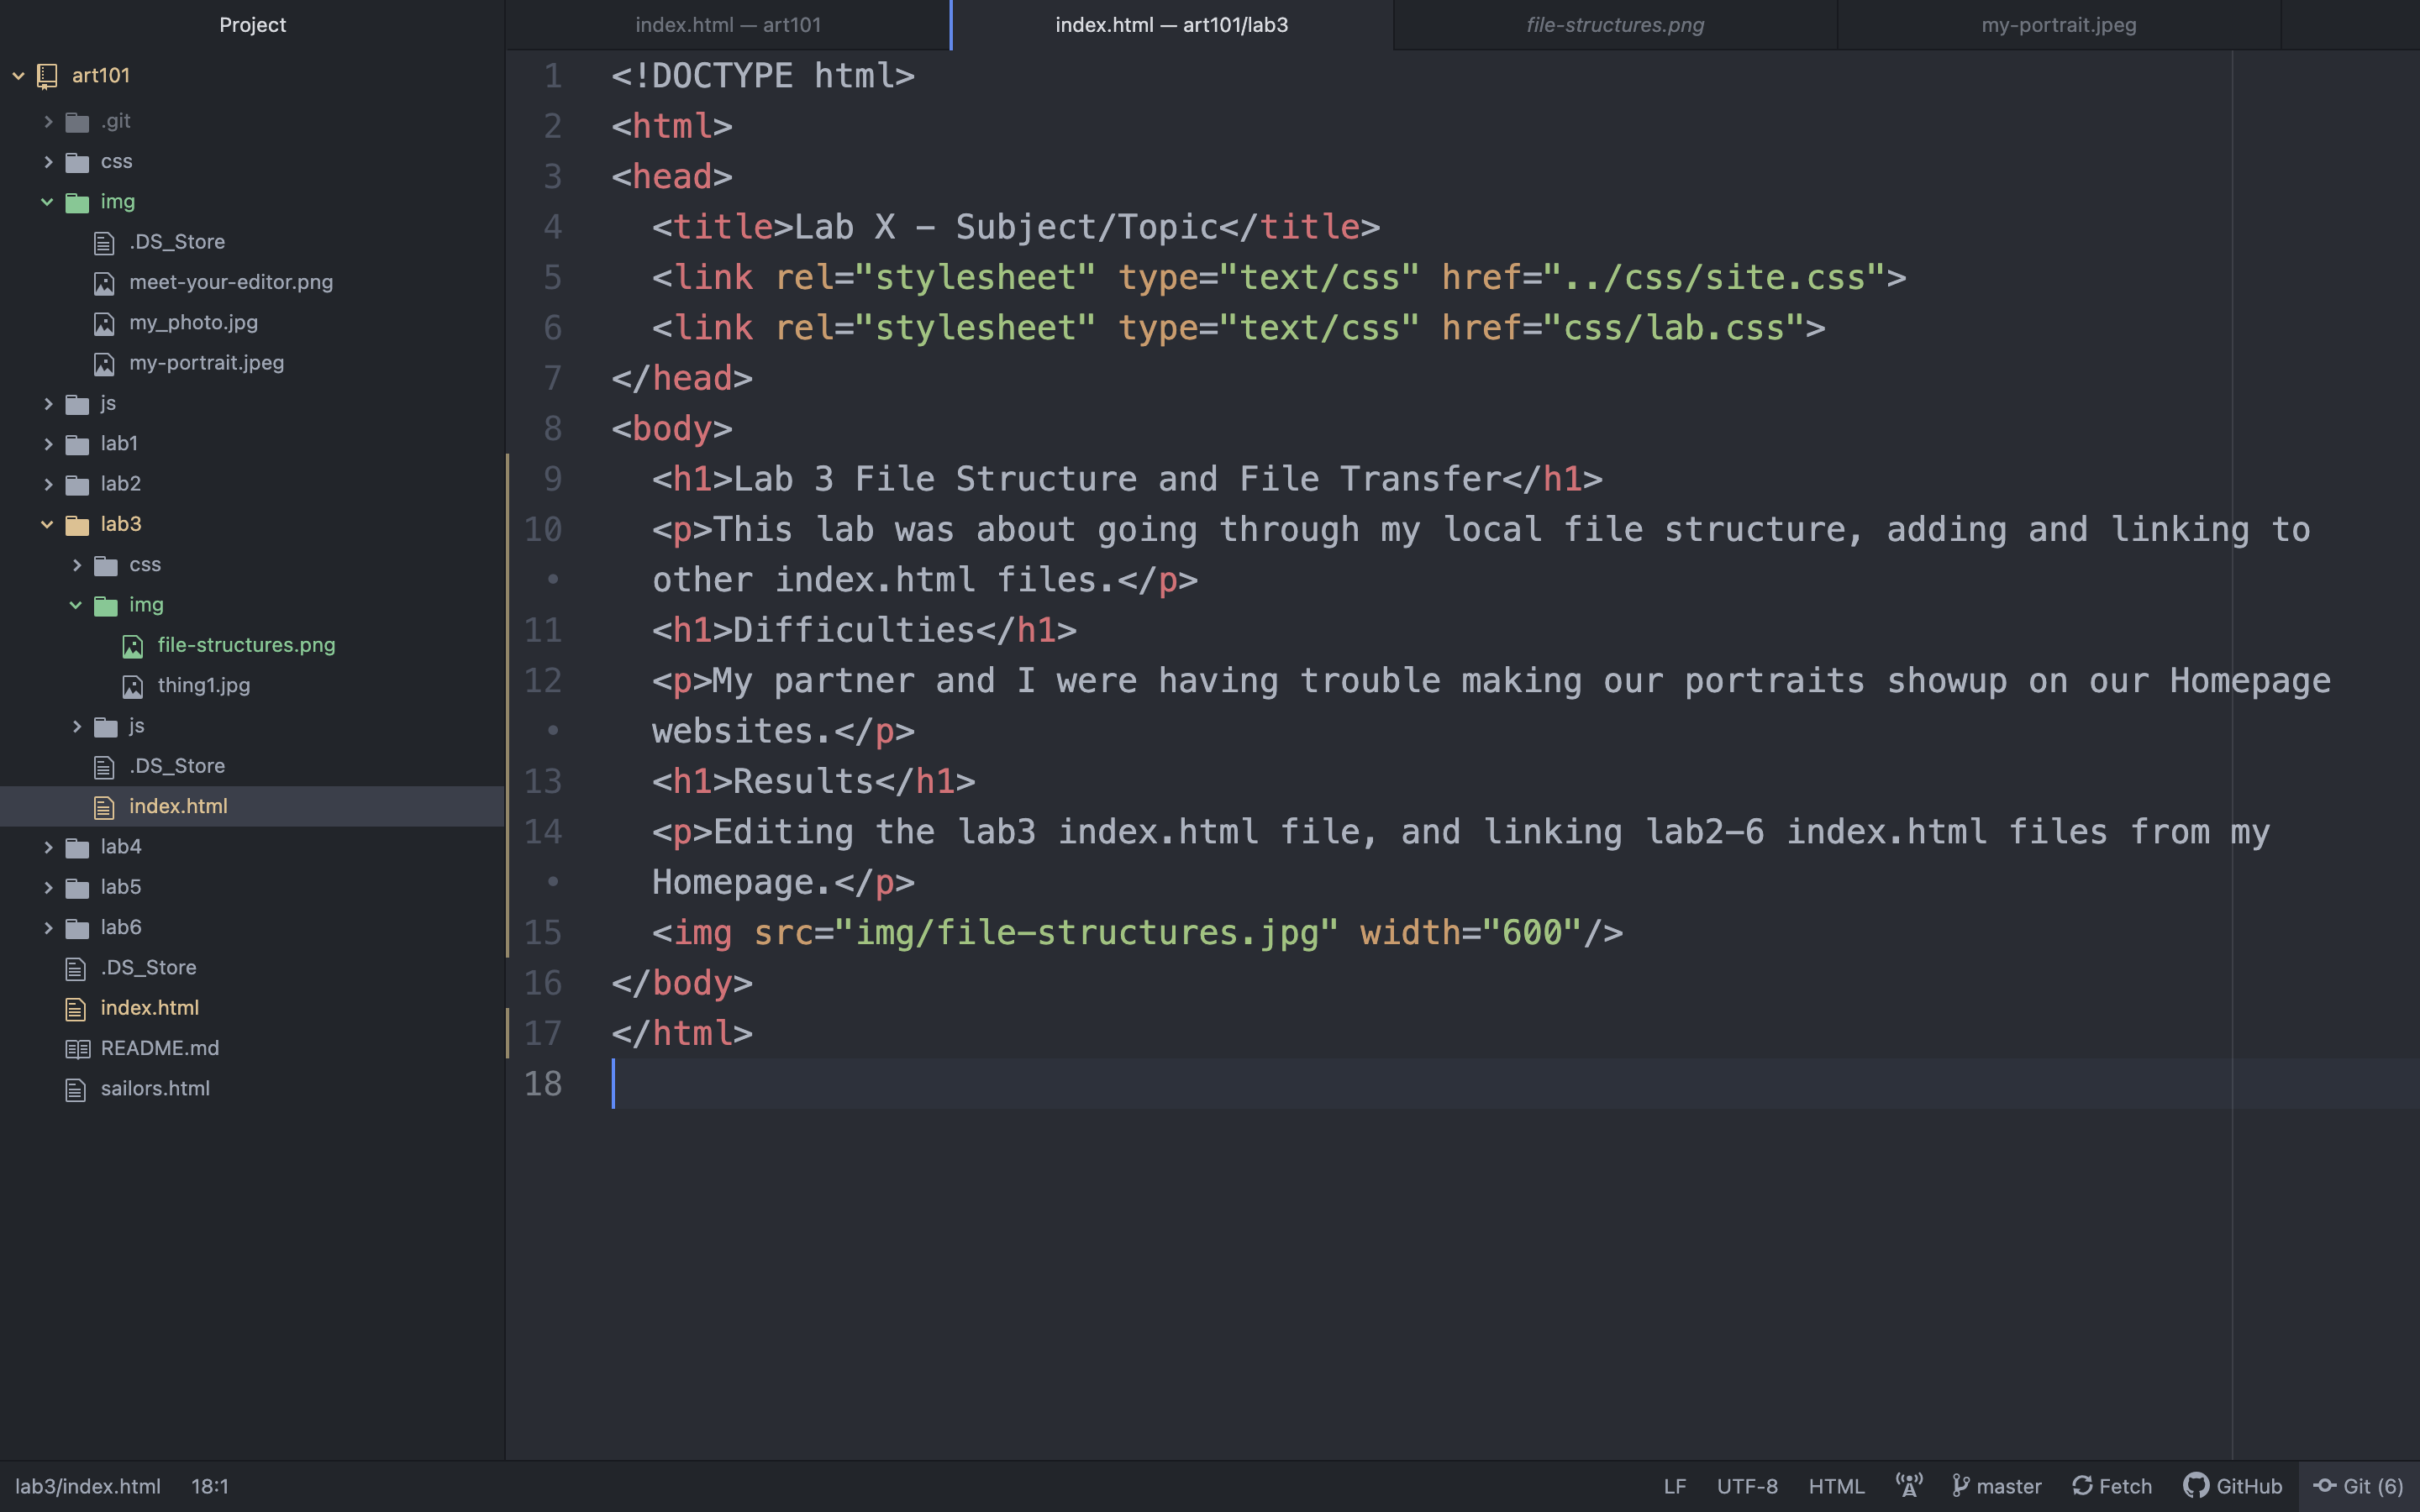 Project
art101
.git
css
img
.DS_Store
meet-your-editor.png
my_photo.jpg
my-portrait.jpeg
js
lab1
lab2
lab3
css
img
file-structures.png
thing1.jpg
js
.DS_Store
index.html
lab4
lab5
lab6
.DS_Store
index.html
README.md
sailors.html
index.html — art101
index.html — art101/lab3
file-structures.png
my-portrait.jpeg
1 <!DOCTYPE html>
2 <html>
3 <head>
4 <title>Lab X - Subject/Topic</title>
5 <link rel="stylesheet" type="text/css" href="../css/site.css">
6 <link rel="stylesheet" type="text/css" href="css/lab.css">
7 </head>
8 <body>
9 <h1>Lab 3 File Structure and File Transfer</h1>
10 <p>This lab was about going through my local file structure, adding and linking to
• other index.html files.</p>
11 <h1>Difficulties</h1>
12 <p>My partner and I were having trouble making our portraits showup on our Homepage
• websites.</p>
13 <h1>Results</h1>
14 <p>Editing the lab3 index.html file, and linking lab2-6 index.html files from my
• Homepage.</p>
15 <img src="img/file-structures.jpg" width="600"/>
16 </body>
17 </html>
18
lab3/index.html 18:1
LF UTF-8 HTML master Fetch GitHub Git (6)